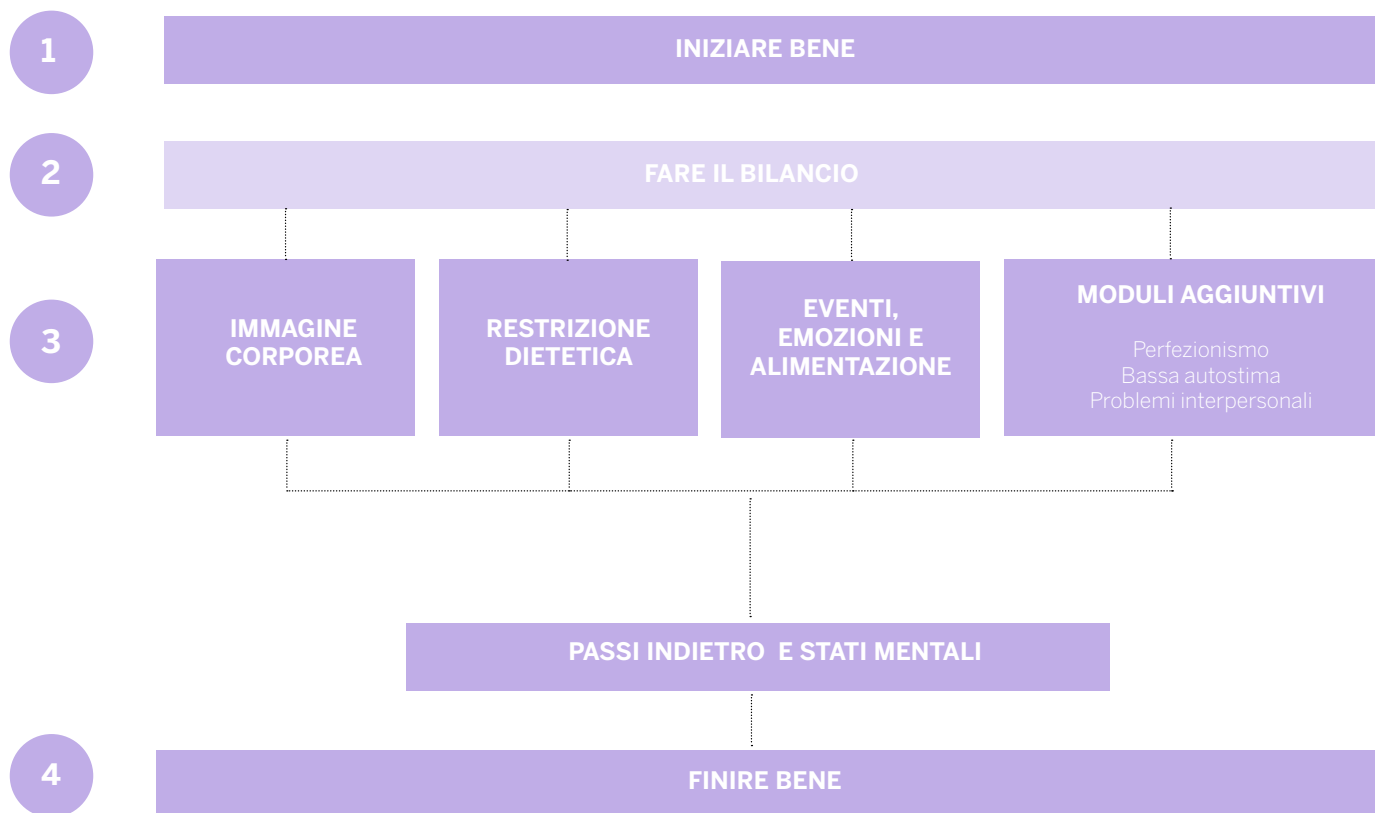 1
INIZIARE BENE
2
FARE IL BILANCIO
3
IMMAGINE
CORPOREA
RESTRIZIONE
DIETETICA
EVENTI,
EMOZIONI E
ALIMENTAZIONE
MODULI AGGIUNTIVI
Perfezionismo
Bassa autostima
Problemi interpersonali
PASSI INDIETRO E STATI MENTALI
4
FINIRE BENE